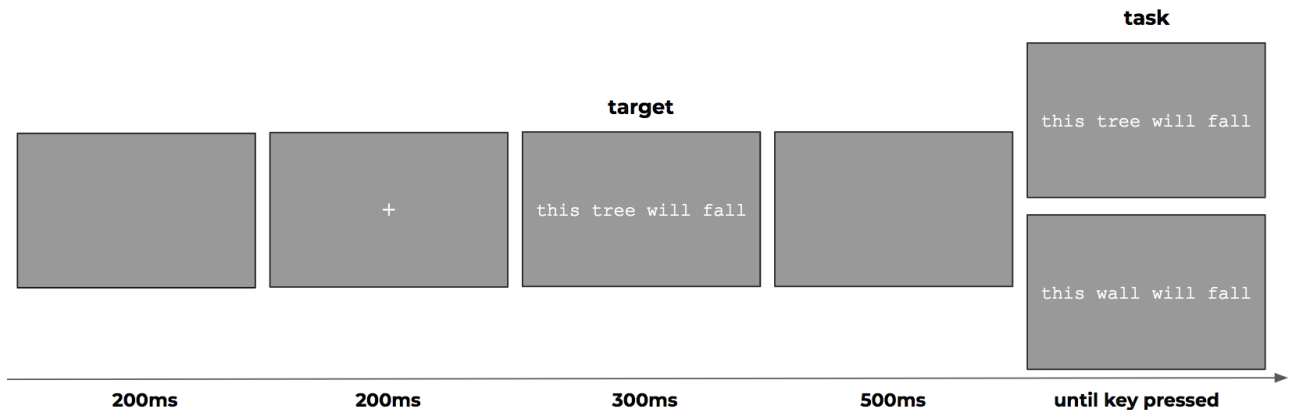 task
this tree will fall
target
+
this tree will fall
this wall will fall
200ms
200ms
300ms
500ms
until key pressed